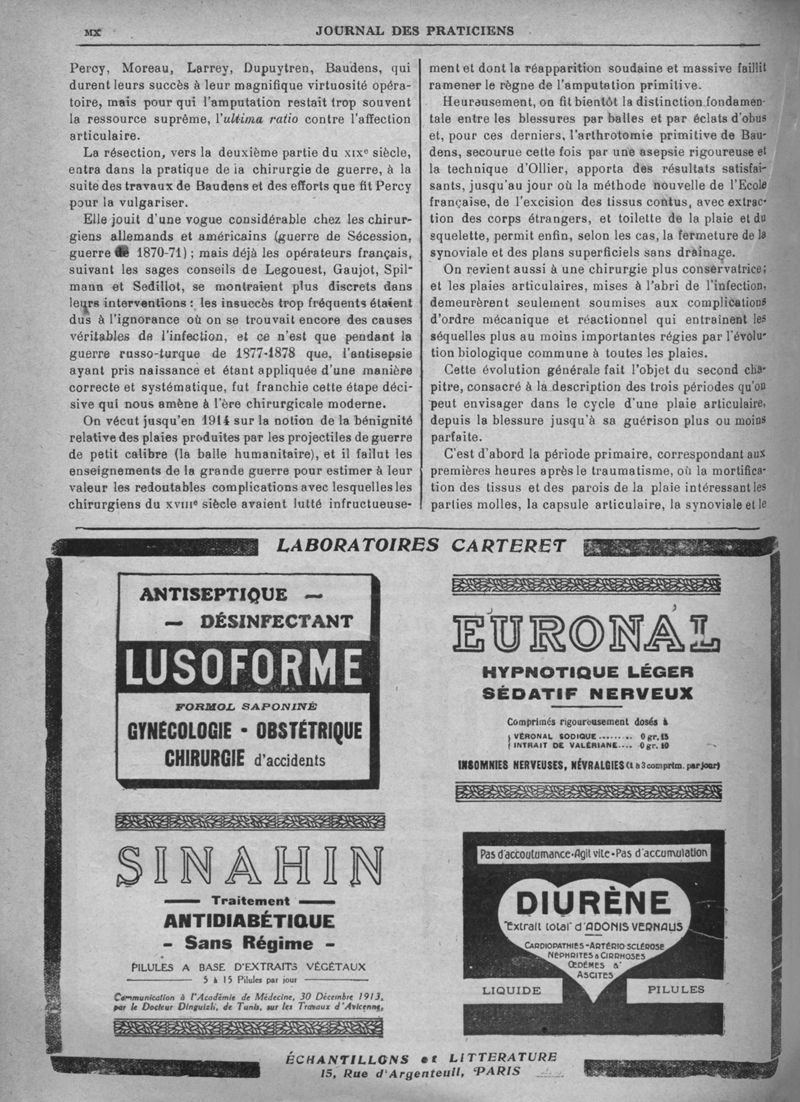 MX
JOURNAL DES PRATICIENS
Percy, Moreau, Larrey, Dupuytren, Baudens, qui
durent leurs succès à leur magnifique virtuosité opéra-
toire, mais pour qui l'amputation restait trop souvent
la ressource suprême, l'ultima ratio contre l'affection
articulaire.
La résection, vers la deuxième partie du XIXe siècle,
entra dans la pratique de la chirurgie de guerre, à la
suite des travaux de Baudens et des efforts que fit Percy
pour la vulgariser.
Elle jouit d'une vogue considérable chez les chirur-
giens allemands et américains (guerre de Sécession,
guerre de 1870-71) ; mais déjà les opérateurs français,
suivant les sages conseils de Legouest, Gaujot, Spil-
mann et Sedillot, se montraient plus discrets dans
leurs interventions : les insuccès trop fréquents étaient
dus à l'ignorance où on se trouvait encore des causes
véritables de l'infection, et ce n'est que pendant la
guerre russo-turque de 1877-1878 que, l'antisepsie
ayant pris naissance et étant appliquée d'une manière
correcte et systématique, fut franchie cette étape déci-
sive qui nous amène à l'ère chirurgicale moderne.
On vécut jusqu'en 1914 sur la notion de la bénignité
relative des plaies produites par les projectiles de guerre
de petit calibre (la balle humanitaire), et il fallut les
enseignements de la grande guerre pour estimer à leur
valeur les redoutables complications avec lesquelles les
chirurgiens du XVIIIe siècle avaient lutté infructueuse-
ment et dont la réapparition soudaine et massive faillit
ramener le règne de l'amputation primitive.
Heureusement, on fit bientôt la distinction fondamen-
tale entre les blessures par balles et par éclats d'obus
et, pour ces derniers, l'arthrotomie primitive de Bau-
dens, secourue cette fois par une asepsie rigoureuse et
la technique d'Ollier, apporta des résultats satisfai-
sants, jusqu'au jour où la méthode nouvelle de l'Ecole
française, de l'excision des tissus contus, avec extrac-
tion des corps étrangers, et toilette de la plaie et du
squelette, permit enfin, selon les cas, la fermeture de la
synoviale et des plans superficiels sans drainage.
On revient aussi à une chirurgie plus conservatrice;
et les plaies articulaires, mises à l'abri de l'infection,
demeurèrent seulement soumises aux complications
d'ordre mécanique et réactionnel qui entraînent les
séquelles plus au moins importantes régies par l'évolu-
tion biologique commune à toutes les plaies.
Cette évolution générale fait l'objet du second cha-
pitre, consacré à la description des trois périodes qu'on
peut envisager dans le cycle d'une plaie articulaire,
depuis la blessure jusqu'à sa guérison plus ou moins
parfaite.
C'est d'abord la période primaire, correspondant aux
premières heures après le traumatisme, où la mortifica-
tion des tissus et des parois de la plaie intéressant les
parties molles, la capsule articulaire, la synoviale et le
LABORATOIRES CARTERET
ANTISEPTIQUE —
— DÉSINFECTANT
LUSOFORME
FORMOL SAPONINÉ
GYNÉCOLOGIE - OBSTÉTRIQUE
CHIRURGIE d'accidents
EURONAL
HYPNOTIQUE LÉGER
SÉDATIF NERVEUX
Comprimés rigoureusement dosés à
VÉRONAL SODIQUE........ 0 gr. 15
INTRAIT DE VALÉRIANE.... 0 gr. 10
INSOMNIES NERVEUSES, NÉVRALGIES (1 à 3 comprim. par jour)
SINAHIN
Traitement
ANTIDIABÉTIQUE
- Sans Régime -
PILULES A BASE D'EXTRAITS VÉGÉTAUX
5 à 15 Pilules par jour
Communication à l'Académie de Médecine, 30 Décembre 1913,
par le Docteur Dinguizli, de Tunis, sur les Travaux d'Avicenne,
Pas d'accoutumance • Agit vite • Pas d'accumulation
DIURÈNE
"Extrait total" d'ADONIS VERNALIS
CARDIOPATHIES - ARTÉRIO-SCLÉROSE
NÉPHRITES & CIRRHOSES
ŒDÈMES &
ASCITES
LIQUIDE
PILULES
ÉCHANTILLONS et LITTERATURE
15, Rue d'Argenteuil, PARIS